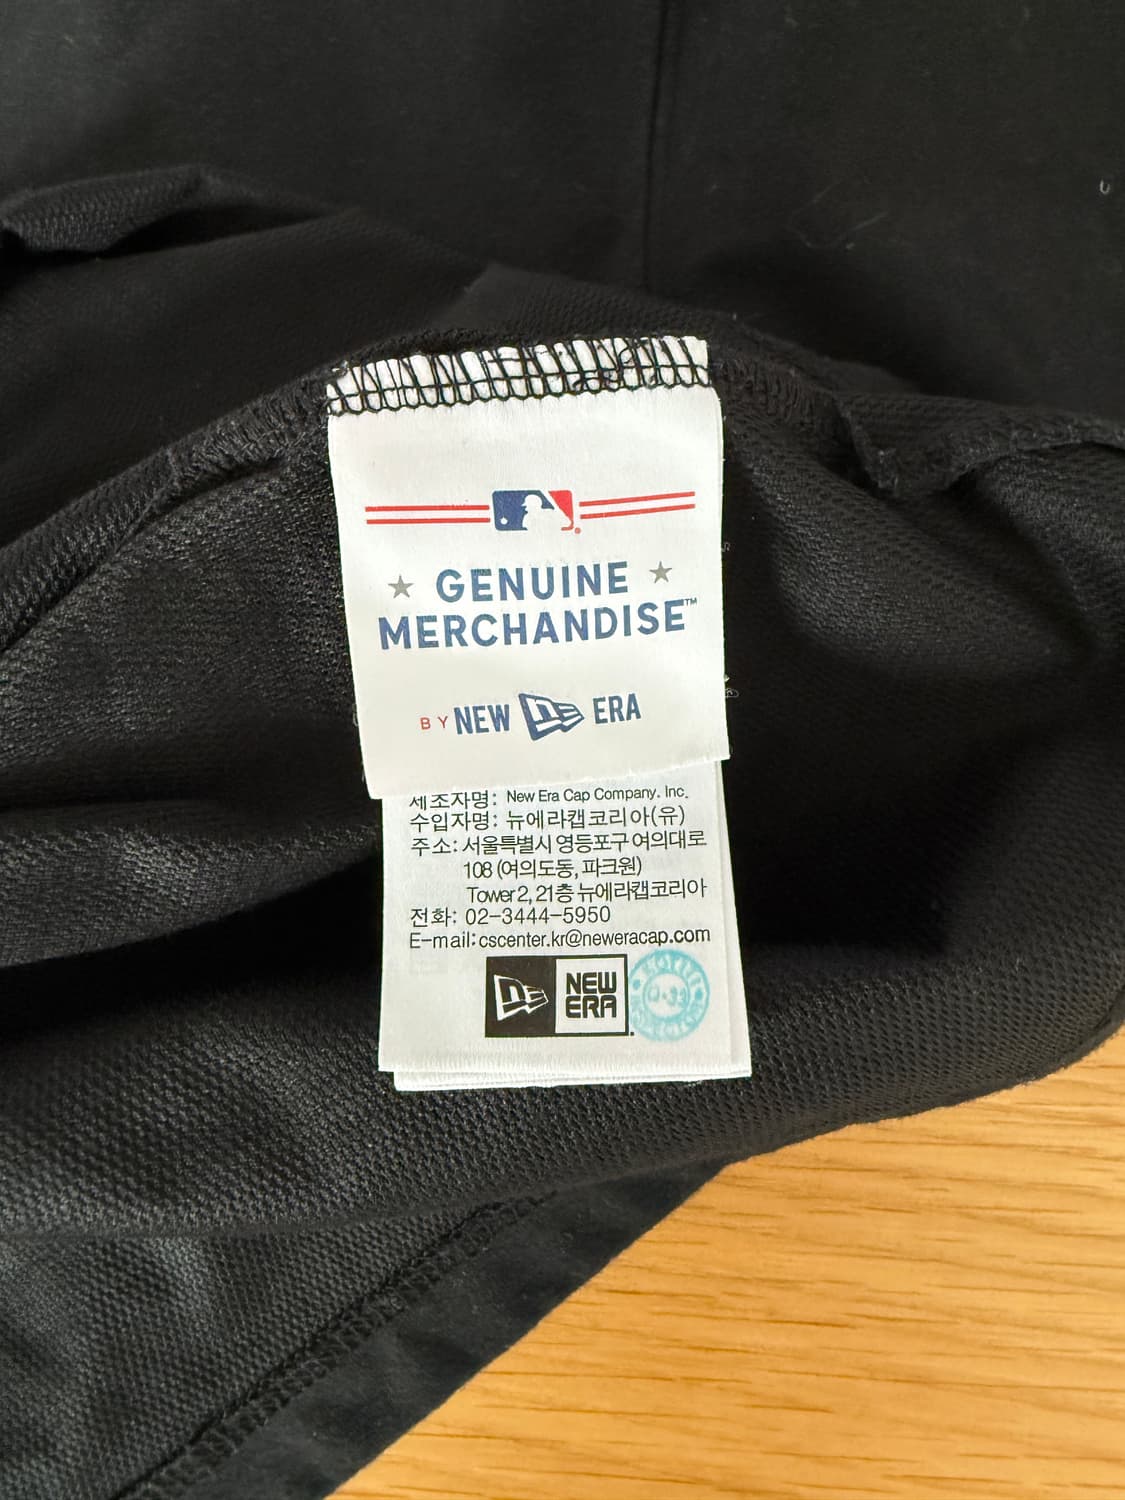 GENUINE
MERCHANDISE™
BY NEW ERA
제조자명: New Era Cap Company. Inc.
수입자명: 뉴에라캡코리아(유)
주소: 서울특별시 영등포구 여의대로
108 (여의도동, 파크원)
Tower 2, 21층 뉴에라캡코리아
전화: 02-3444-5950
E-mail: cscenter.kr@neweracap.com
NEW
ERA